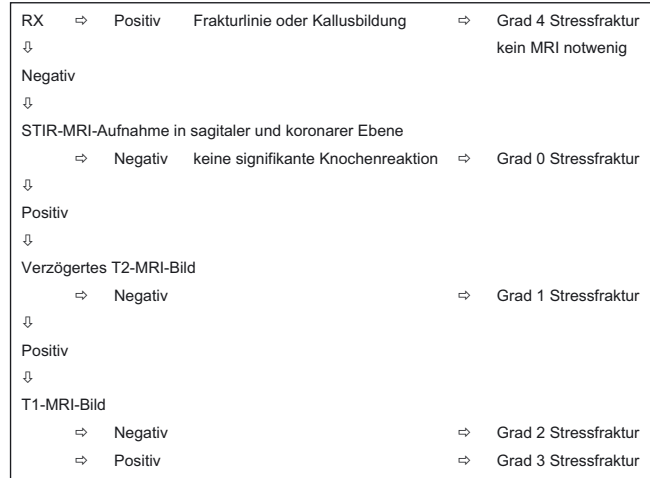 RX ⇨ Positiv Frakturlinie oder Kallusbildung ⇨ Grad 4 Stressfraktur
⇩ kein MRI notwenig
Negativ
⇩
STIR-MRI-Aufnahme in sagitaler und koronarer Ebene
⇨ Negativ keine signifikante Knochenreaktion ⇨ Grad 0 Stressfraktur
⇩
Positiv
⇩
Verzögertes T2-MRI-Bild
⇨ Negativ ⇨ Grad 1 Stressfraktur
⇩
Positiv
⇩
T1-MRI-Bild
⇨ Negativ ⇨ Grad 2 Stressfraktur
⇨ Positiv ⇨ Grad 3 Stressfraktur